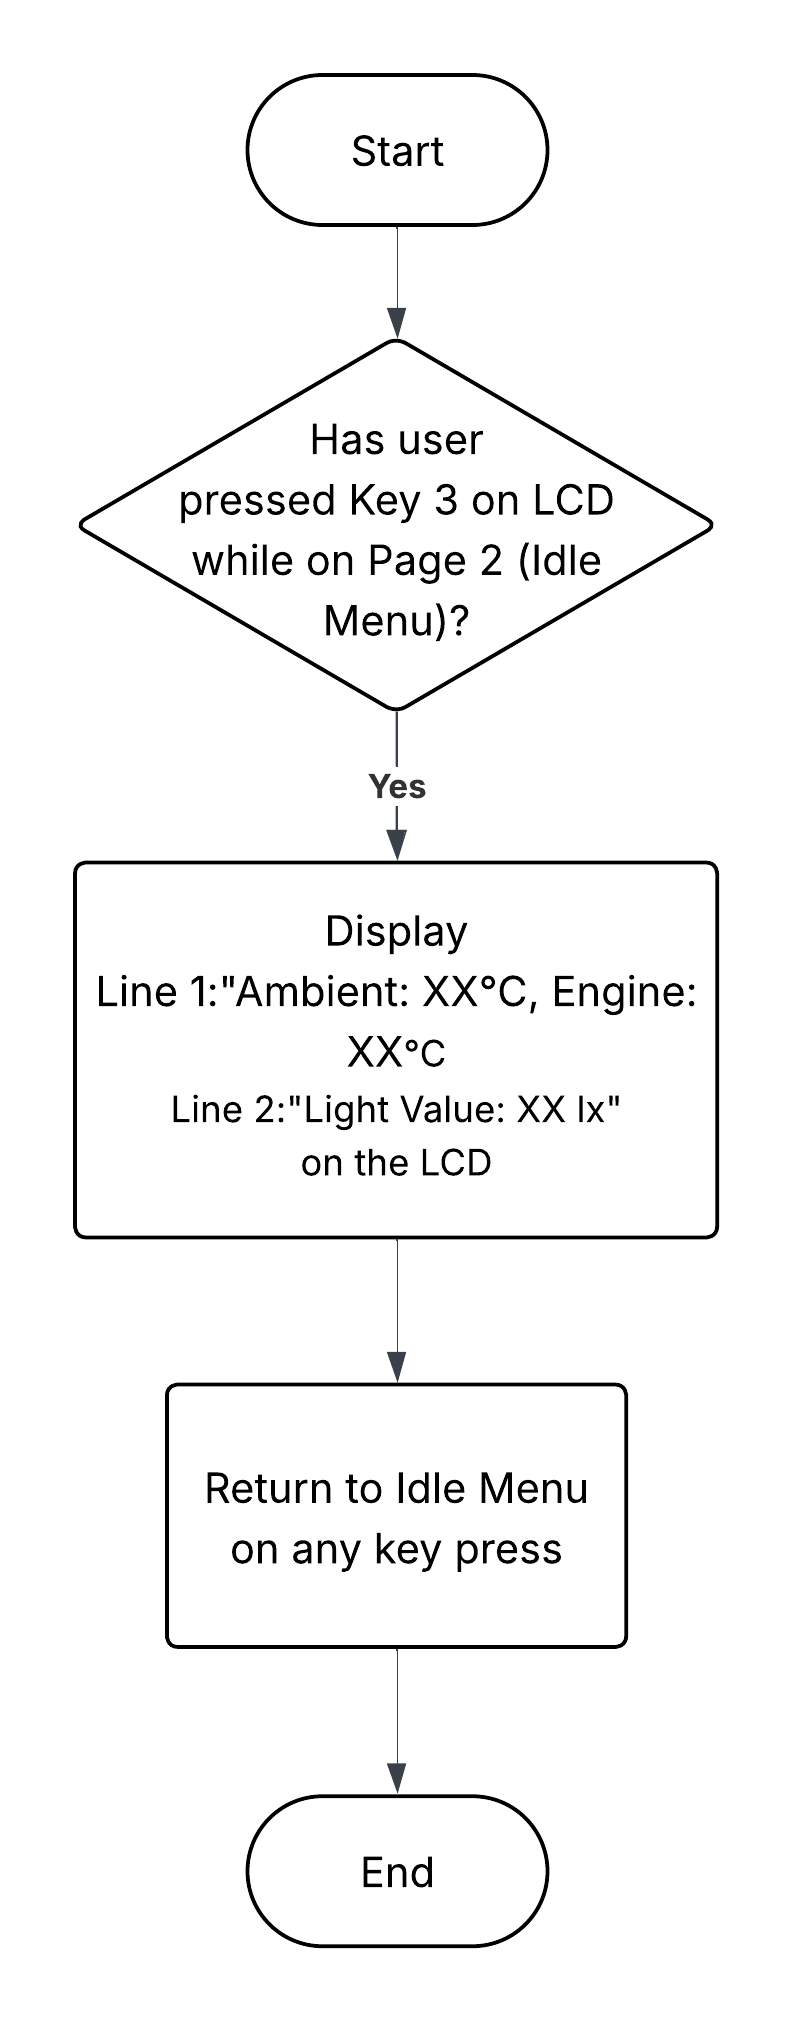 Start
Has user
pressed Key 3 on LCD
while on Page 2 (Idle
Menu)?
Yes
Display
Line 1:"Ambient: XX°C, Engine:
XX°C
Line 2:"Light Value: XX lx"
on the LCD
Return to Idle Menu
on any key press
End